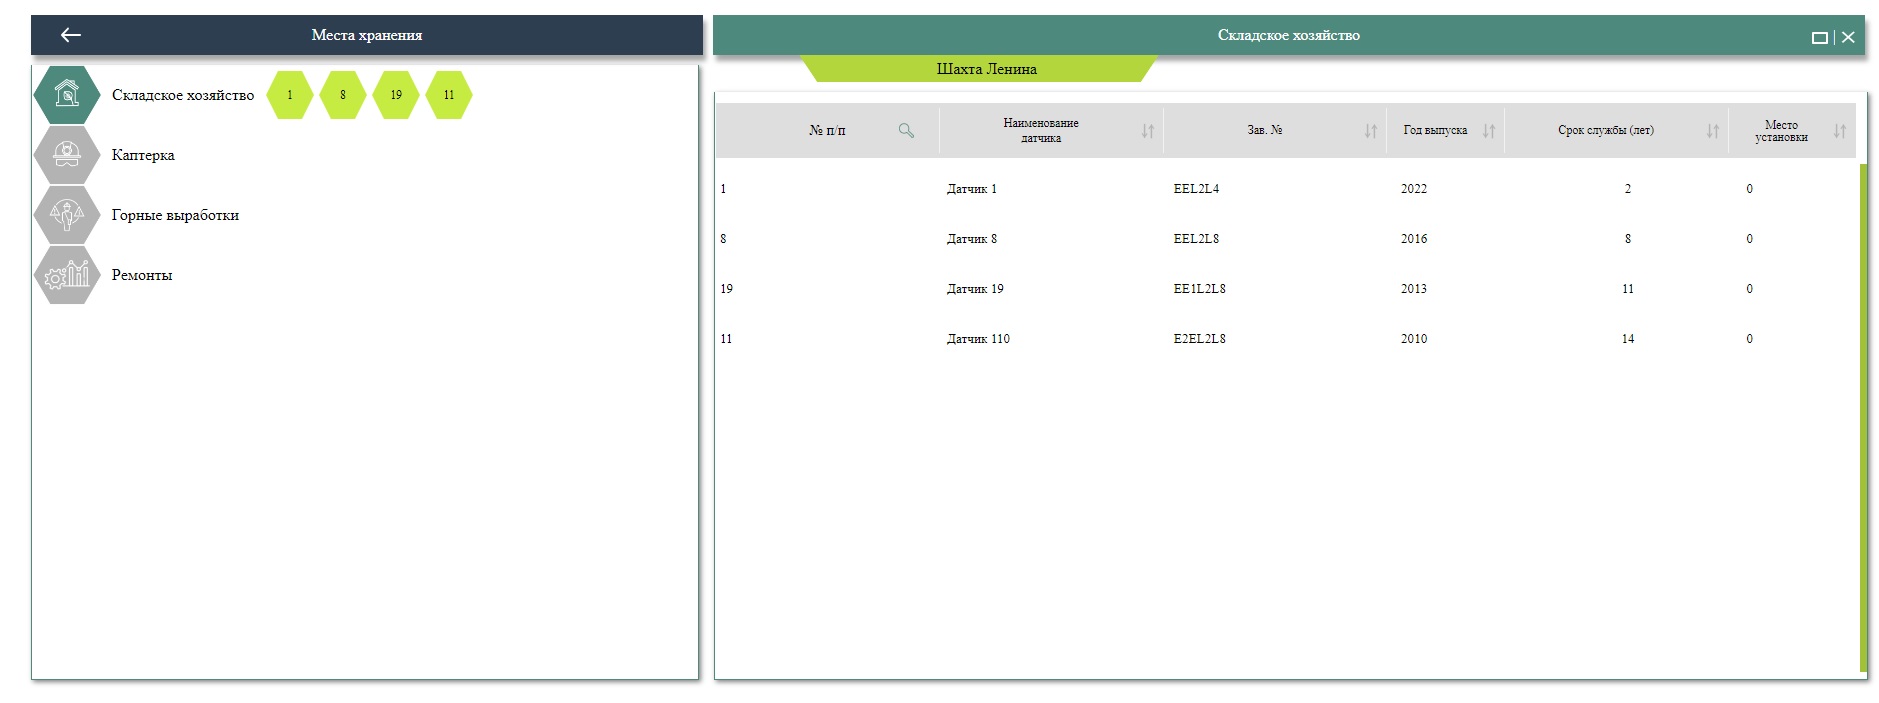 Места хранения
Складское хозяйство 1 8 19 11
Каптерка
Горные выработки
Ремонты
Складское хозяйство
Шахта Ленина
№ п/п Наименование датчика Зав. № Год выпуска Срок службы (лет) Место установки
1 Датчик 1 EEL2L4 2022 2 0
8 Датчик 8 EEL2L8 2016 8 0
19 Датчик 19 EE1L2L8 2013 11 0
11 Датчик 110 E2EL2L8 2010 14 0